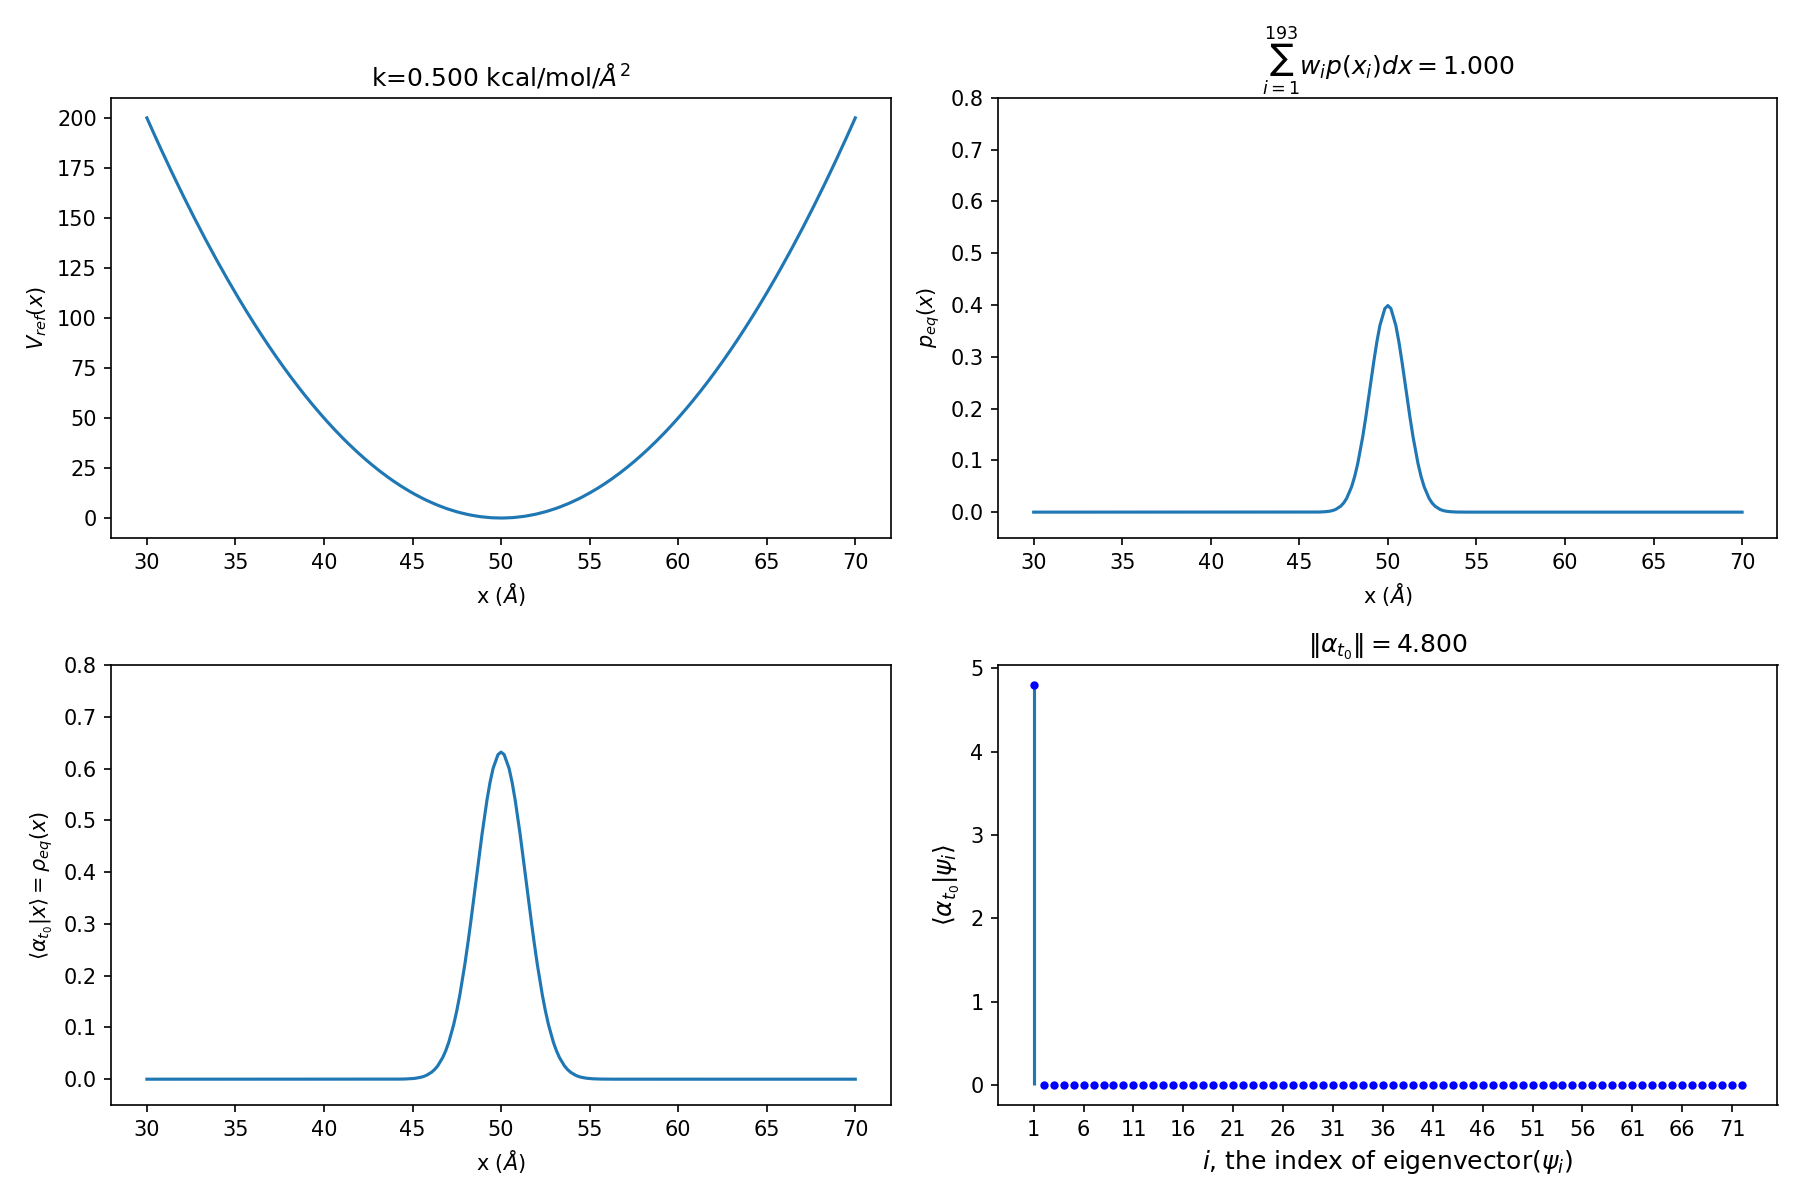 k=0.500 kcal/mol/Å²
200
175
150
125
100
75
50
25
0
V_ref(x)
30 35 40 45 50 55 60 65 70
x (Å)
193
∑ w_i p(x_i)dx = 1.000
i = 1
0.8
0.7
0.6
0.5
0.4
0.3
0.2
0.1
0.0
p_eq(x)
30 35 40 45 50 55 60 65 70
x (Å)
0.8
0.7
0.6
0.5
0.4
0.3
0.2
0.1
0.0
⟨α_{t_0}|x⟩ = ρ_eq(x)
30 35 40 45 50 55 60 65 70
x (Å)
‖α_{t_0}‖ = 4.800
5
4
3
2
1
0
⟨α_{t_0}|ψ_i⟩
1 6 11 16 21 26 31 36 41 46 51 56 61 66 71
i, the index of eigenvector(ψ_i)